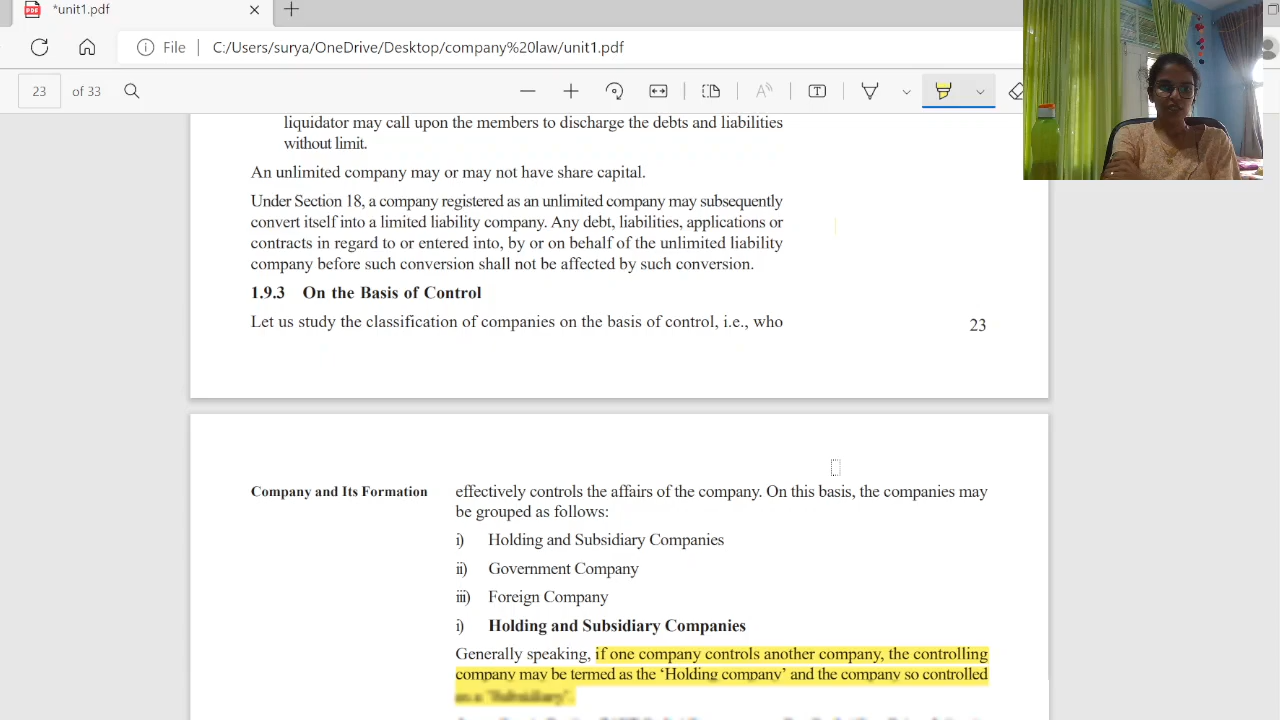 *unit1.pdf
File
C:/Users/surya/OneDrive/Desktop/company%20law/unit1.pdf
23 of 33
liquidator may call upon the members to discharge the debts and liabilities
without limit.
An unlimited company may or may not have share capital.
Under Section 18, a company registered as an unlimited company may subsequently
convert itself into a limited liability company. Any debt, liabilities, applications or
contracts in regard to or entered into, by or on behalf of the unlimited liability
company before such conversion shall not be affected by such conversion.
1.9.3 On the Basis of Control
Let us study the classification of companies on the basis of control, i.e., who
23
Company and Its Formation
effectively controls the affairs of the company. On this basis, the companies may
be grouped as follows:
i) Holding and Subsidiary Companies
ii) Government Company
iii) Foreign Company
i) Holding and Subsidiary Companies
Generally speaking, if one company controls another company, the controlling
company may be termed as the ‘Holding company’ and the company so controlled